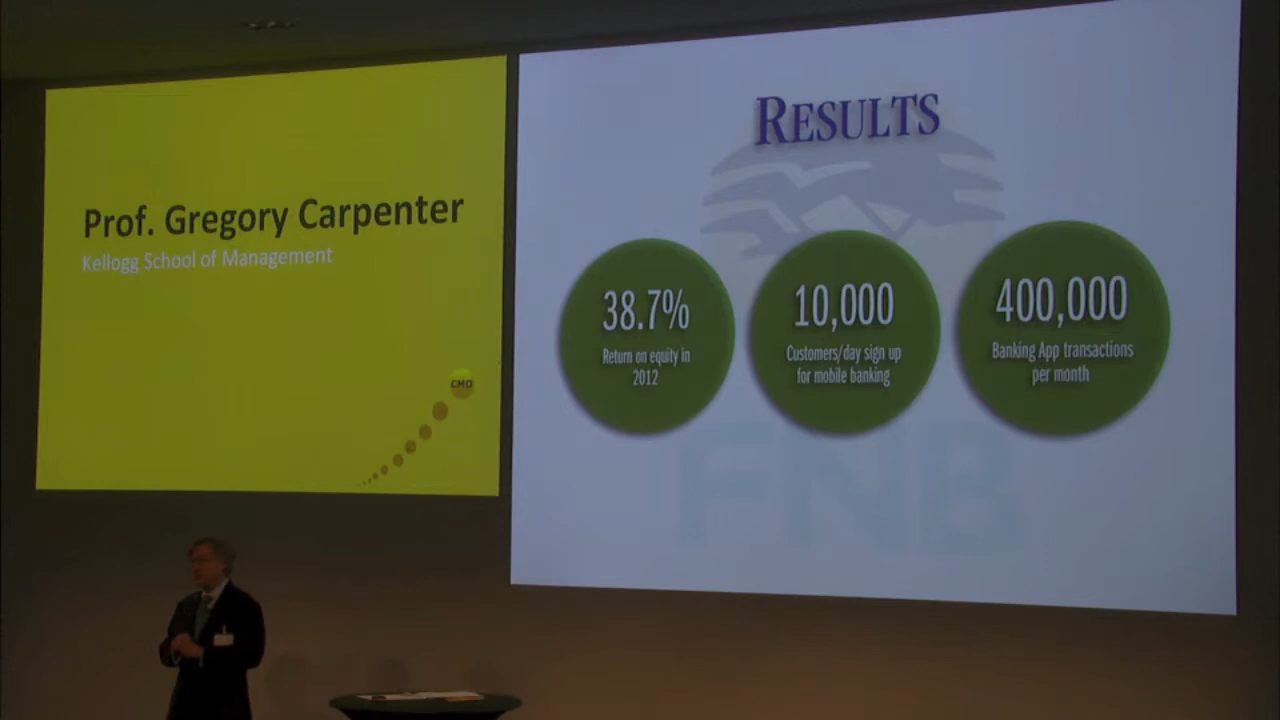 Prof. Gregory Carpenter
Kellogg School of Management
CMO
RESULTS
38.7%
Return on equity in
2012
10,000
Customers/day sign up
for mobile banking
400,000
Banking App transactions
per month
FNB